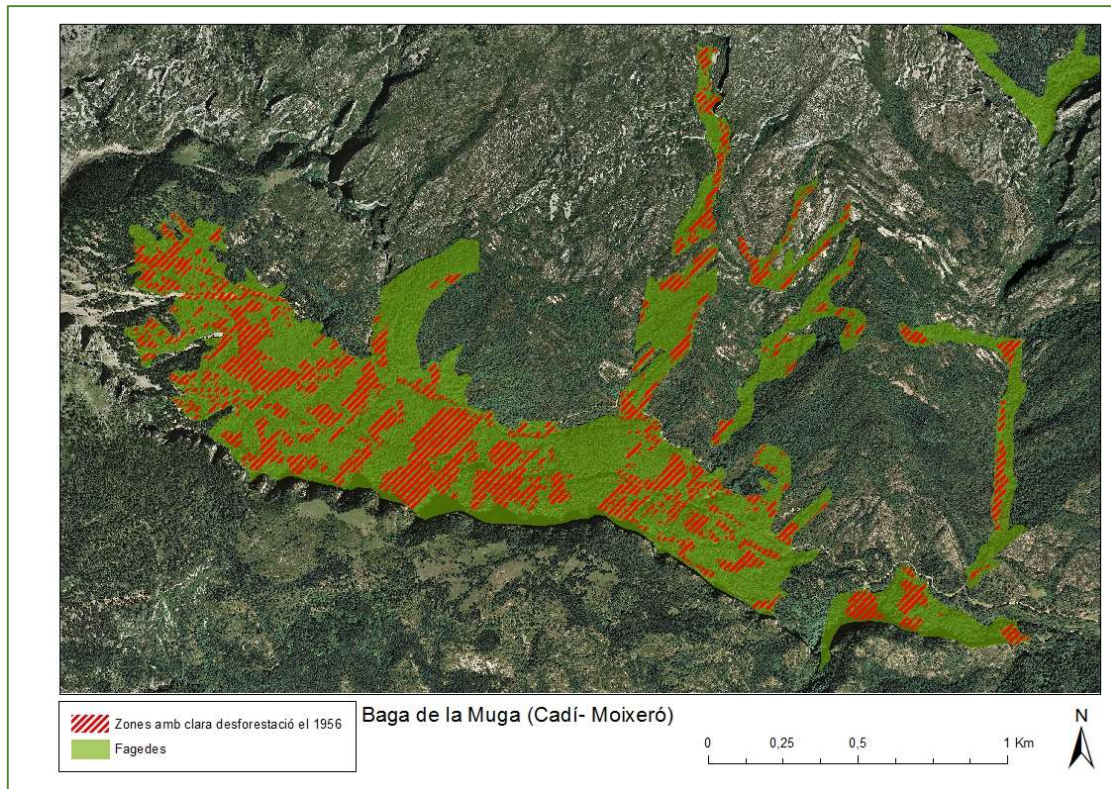 Zones amb clara desforestació el 1956
Fagedes
Baga de la Muga (Cadí- Moixeró)
0 0,25 0,5 1 Km
N